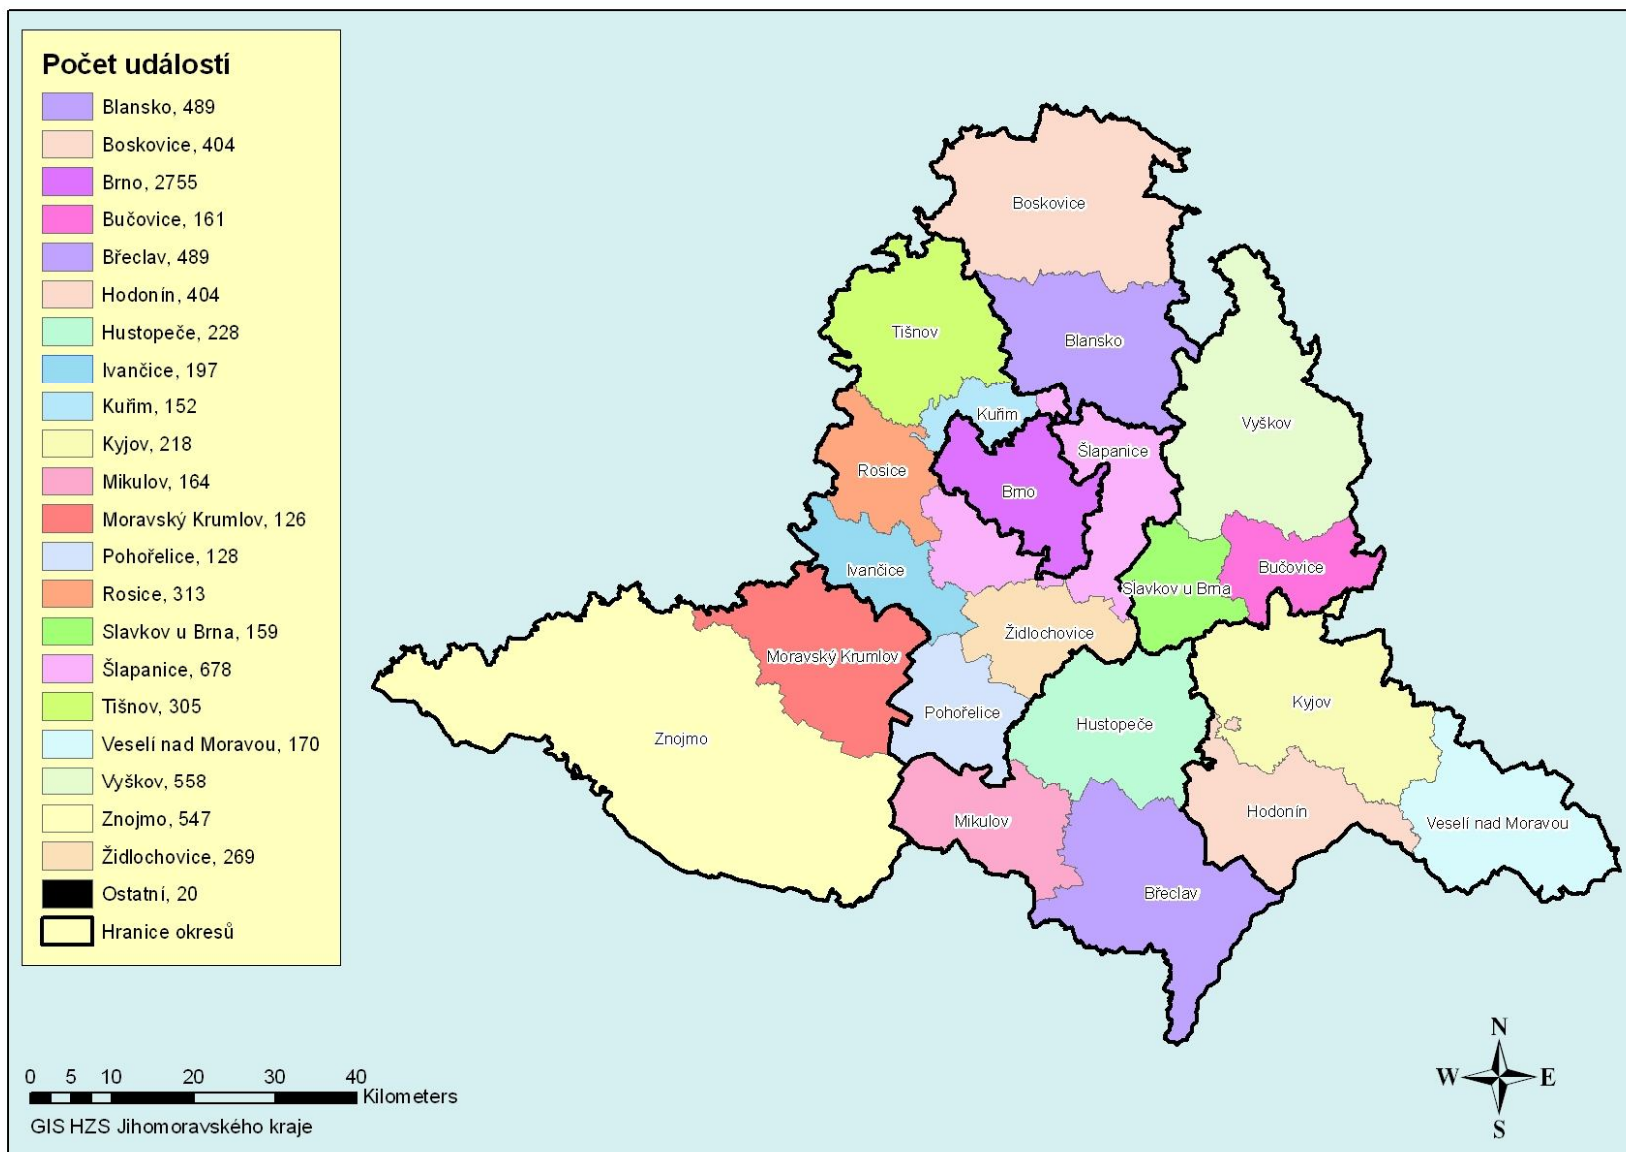 Počet událostí
Blansko, 489
Boskovice, 404
Brno, 2755
Bučovice, 161
Břeclav, 489
Hodonín, 404
Hustopeče, 228
Ivančice, 197
Kuřim, 152
Kyjov, 218
Mikulov, 164
Moravský Krumlov, 126
Pohořelice, 128
Rosice, 313
Slavkov u Brna, 159
Šlapanice, 678
Tišnov, 305
Veselí nad Moravou, 170
Vyškov, 558
Znojmo, 547
Židlochovice, 269
Ostatní, 20
Hranice okresů
Boskovice
Tišnov
Blansko
Kuřim
Vyškov
Šlapanice
Rosice
Brno
Ivančice
Bučovice
Slavkov u Brna
Židlochovice
Moravský Krumlov
Kyjov
Pohořelice
Hustopeče
Znojmo
Hodonín
Mikulov
Veselí nad Moravou
Břeclav
0 5 10 20 30 40
Kilometers
GIS HZS Jihomoravského kraje
N
W E
S